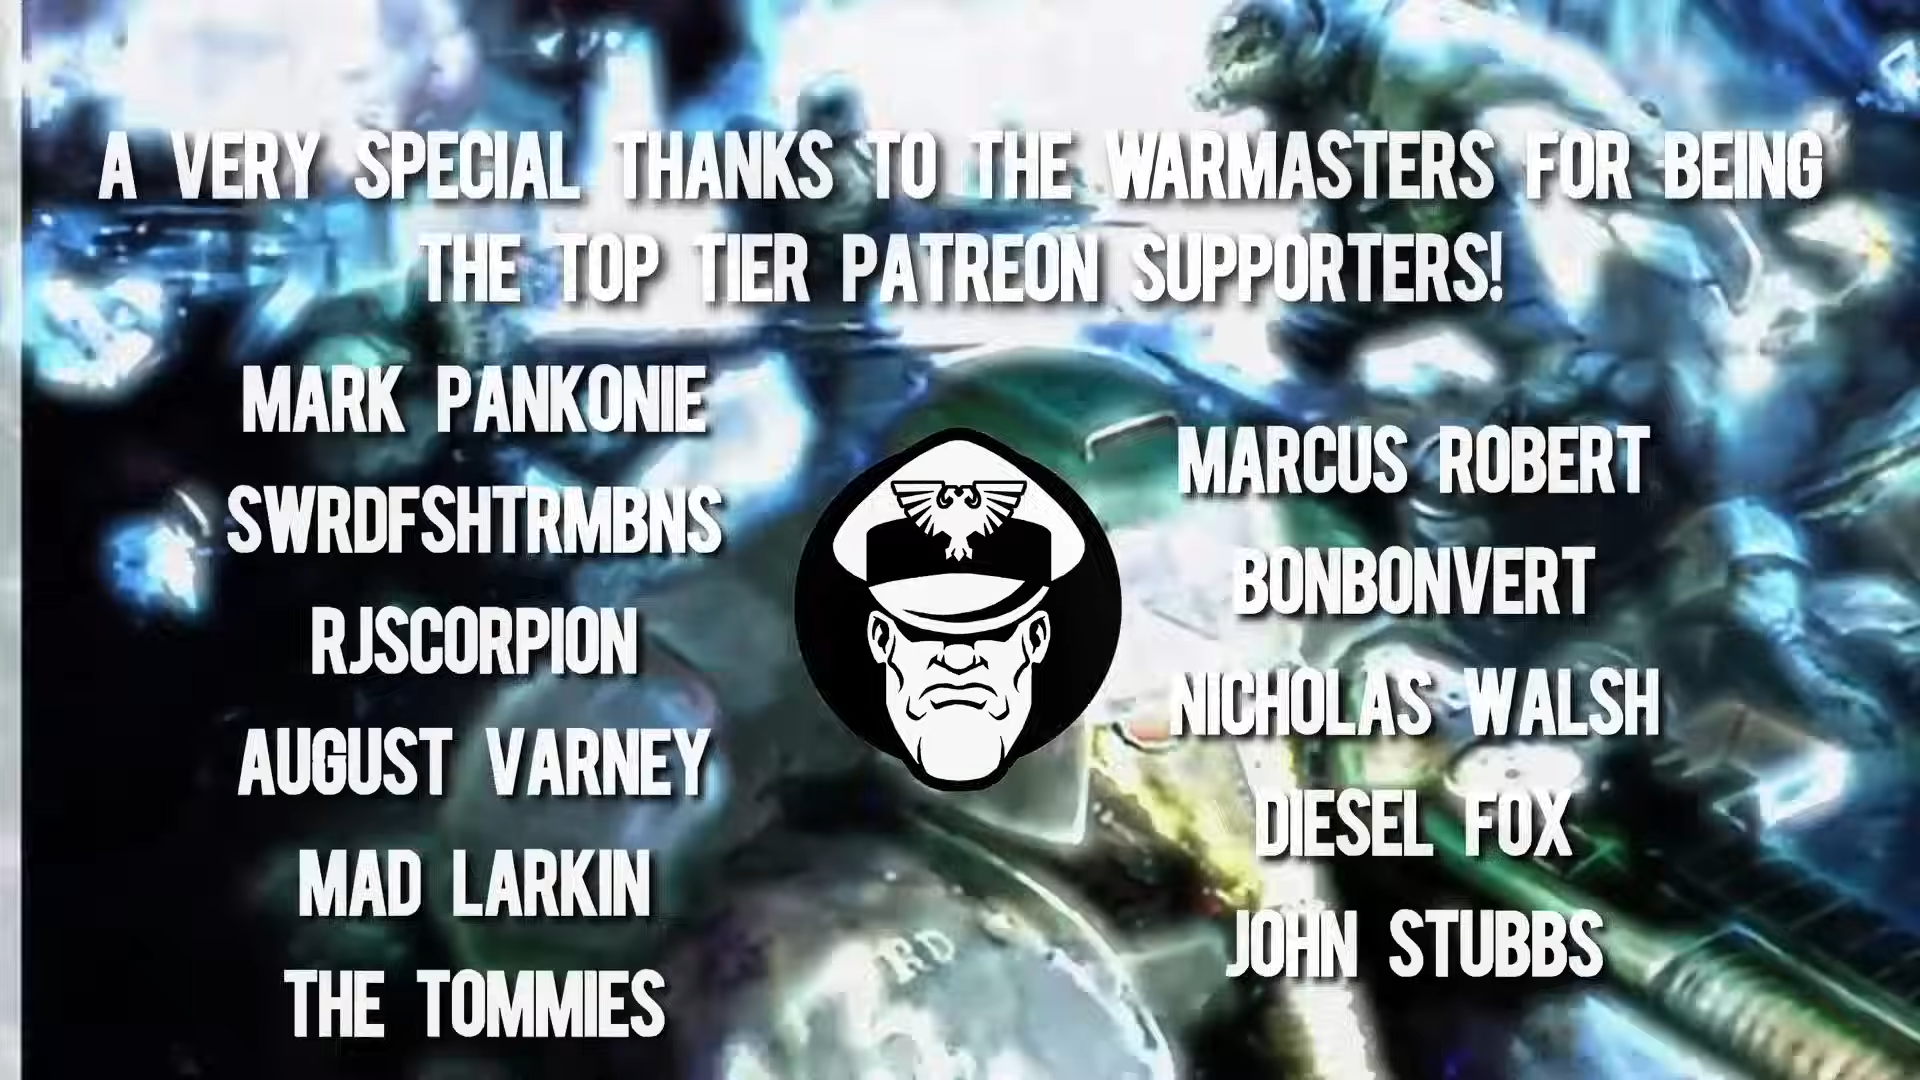 A VERY SPECIAL THANKS TO THE WARMASTERS FOR BEING
THE TOP TIER PATREON SUPPORTERS!
MARK PANKONIE
SWRDFSHTRMBNS
RJSCORPION
AUGUST VARNEY
MAD LARKIN
THE TOMMIES
MARCUS ROBERT
BONBONVERT
NICHOLAS WALSH
DIESEL FOX
JOHN STUBBS